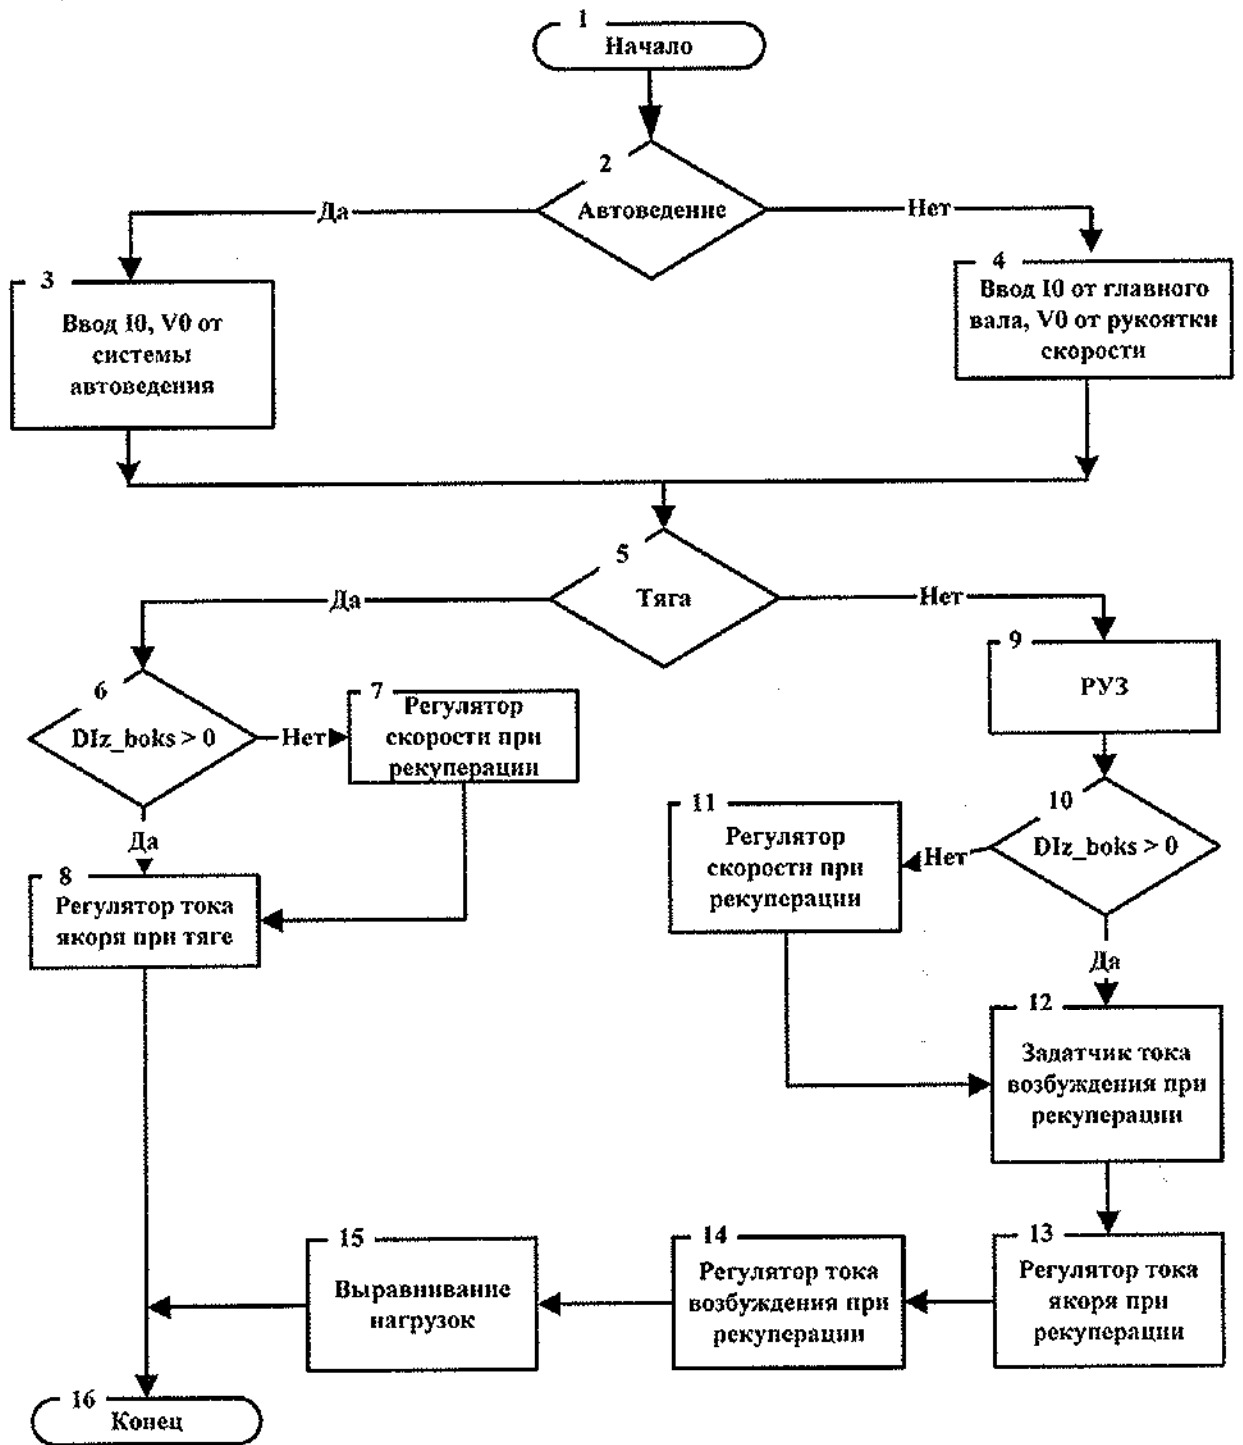 1
Начало
2
Автоведение
Да
Нет
3
Ввод I0, V0 от
системы
автоведения
4
Ввод I0 от главного
вала, V0 от рукоятки
скорости
5
Тяга
Да
Нет
6
DIz_boks > 0
Нет
7
Регулятор
скорости при
рекуперации
Да
8
Регулятор тока
якоря при тяге
9
РУЗ
10
DIz_boks > 0
Нет
11
Регулятор
скорости при
рекуперации
Да
12
Задатчик тока
возбуждения при
рекуперации
13
Регулятор тока
якоря при
рекуперации
14
Регулятор тока
возбуждения при
рекуперации
15
Выравнивание
нагрузок
16
Конец